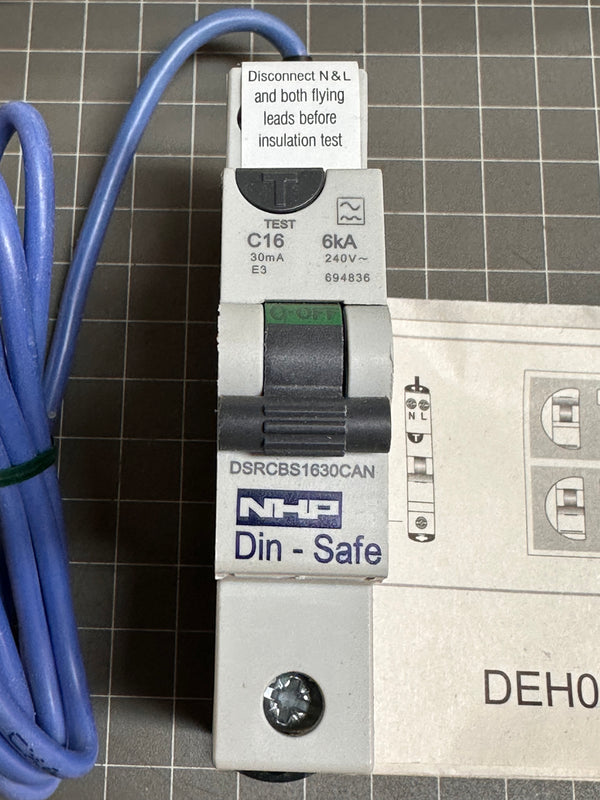 Disconnect N & L
and both flying
leads before
insulation test
T
TEST
C16 6kA
30mA 240V~
E3 694836
O-OFF
DSRCBS1630CAN
NHP
Din - Safe
N L
T
DEH0